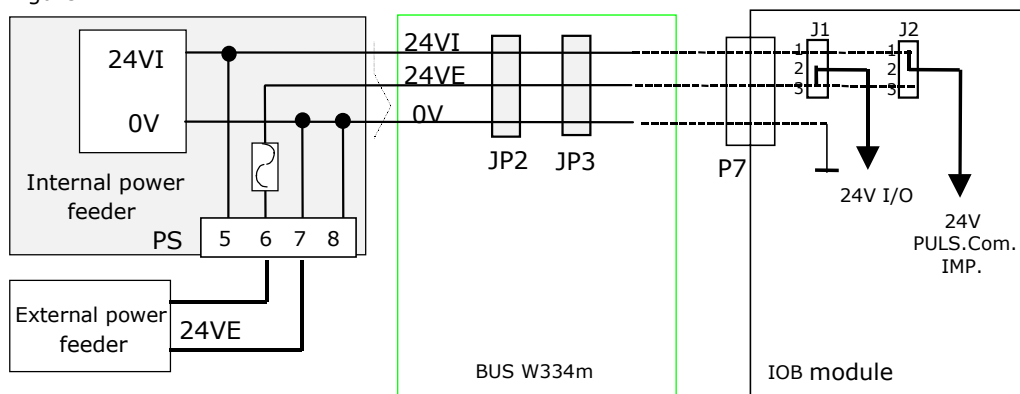 24VI
0V
Internal power
feeder
PS
5 6 7 8
External power
feeder
24VE
24VI
24VE
0V
JP2
JP3
BUS W334m
P7
J1
1
2
3
J2
1
2
3
24V I/O
24V
PULS.Com.
IMP.
IOB module